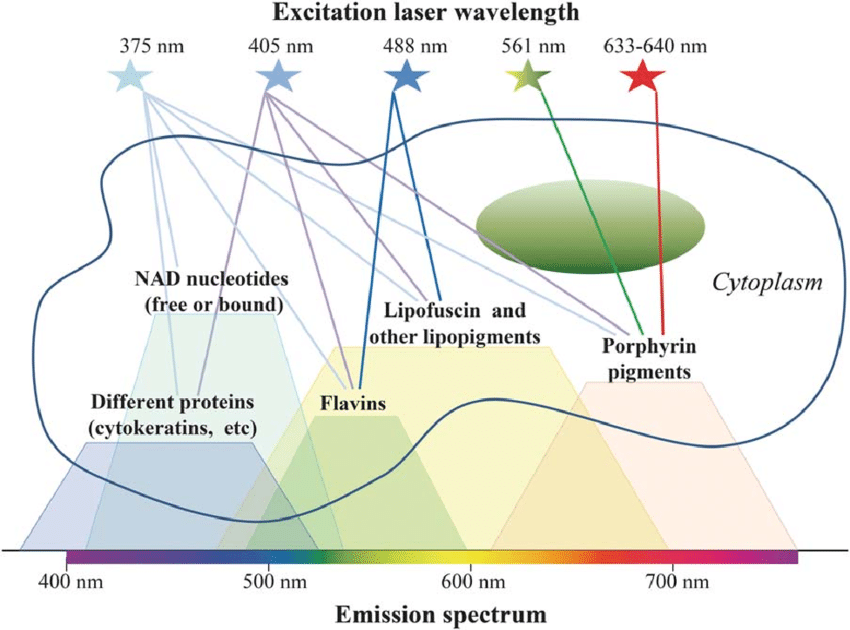 Excitation laser wavelength
375 nm 405 nm 488 nm 561 nm 633-640 nm
NAD nucleotides
(free or bound)
Cytoplasm
Lipofuscin and
other lipopigments
Porphyrin
pigments
Different proteins
(cytokeratins, etc)
Flavins
400 nm 500 nm 600 nm 700 nm
Emission spectrum